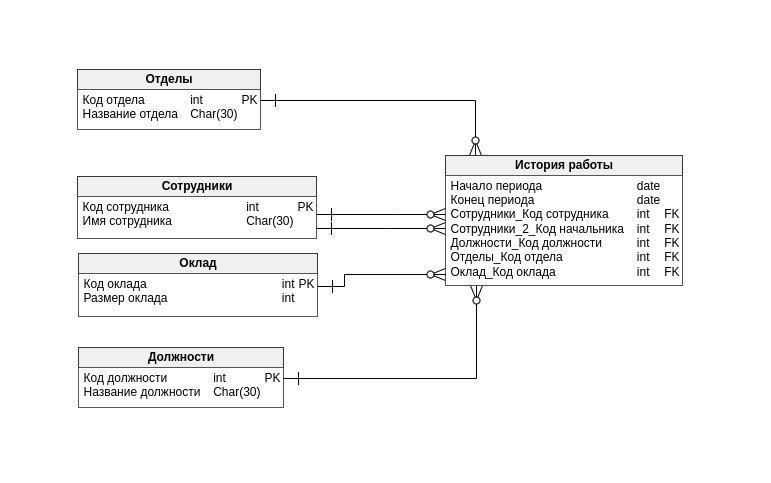 Отделы
Код отдела int PK
Название отдела Char(30)
Сотрудники
Код сотрудника int PK
Имя сотрудника Char(30)
Оклад
Код оклада int PK
Размер оклада int
Должности
Код должности int PK
Название должности Char(30)
История работы
Начало периода date
Конец периода date
Сотрудники_Код сотрудника int FK
Сотрудники_2_Код начальника int FK
Должности_Код должности int FK
Отделы_Код отдела int FK
Оклад_Код оклада int FK